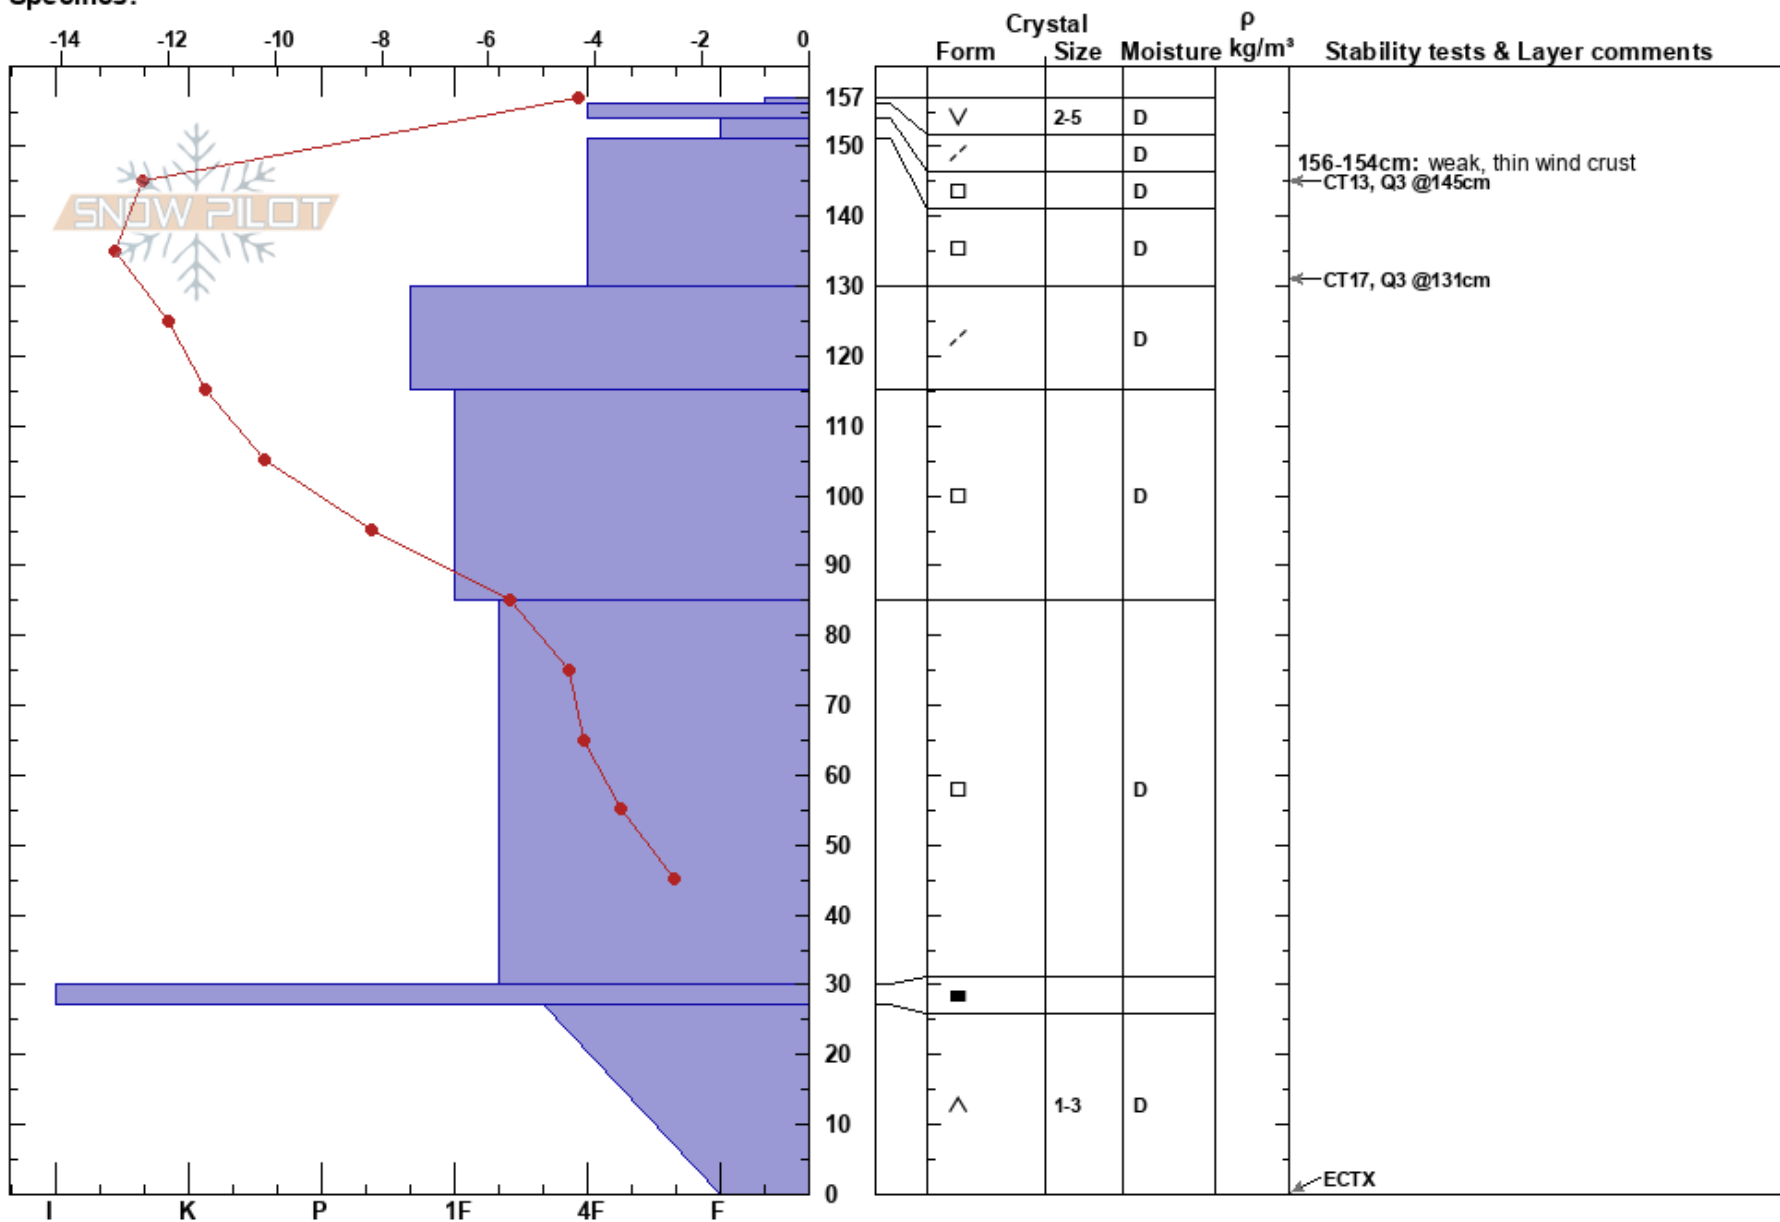 Crystal ρ
-14 -12 -10 -8 -6 -4 -2 0 Form Size Moisture kg/m³ Stability tests & Layer comments
157
V 2-5 D
150
D
156-154cm: weak, thin wind crust
CT13, Q3 @145cm
D
SNOW PILOT
140
D
130
CT17, Q3 @131cm
D
120
110
100
D
90
80
70
60
D
50
40
30
20
10
1-3 D
0
ECTX
I K P 1F 4F F